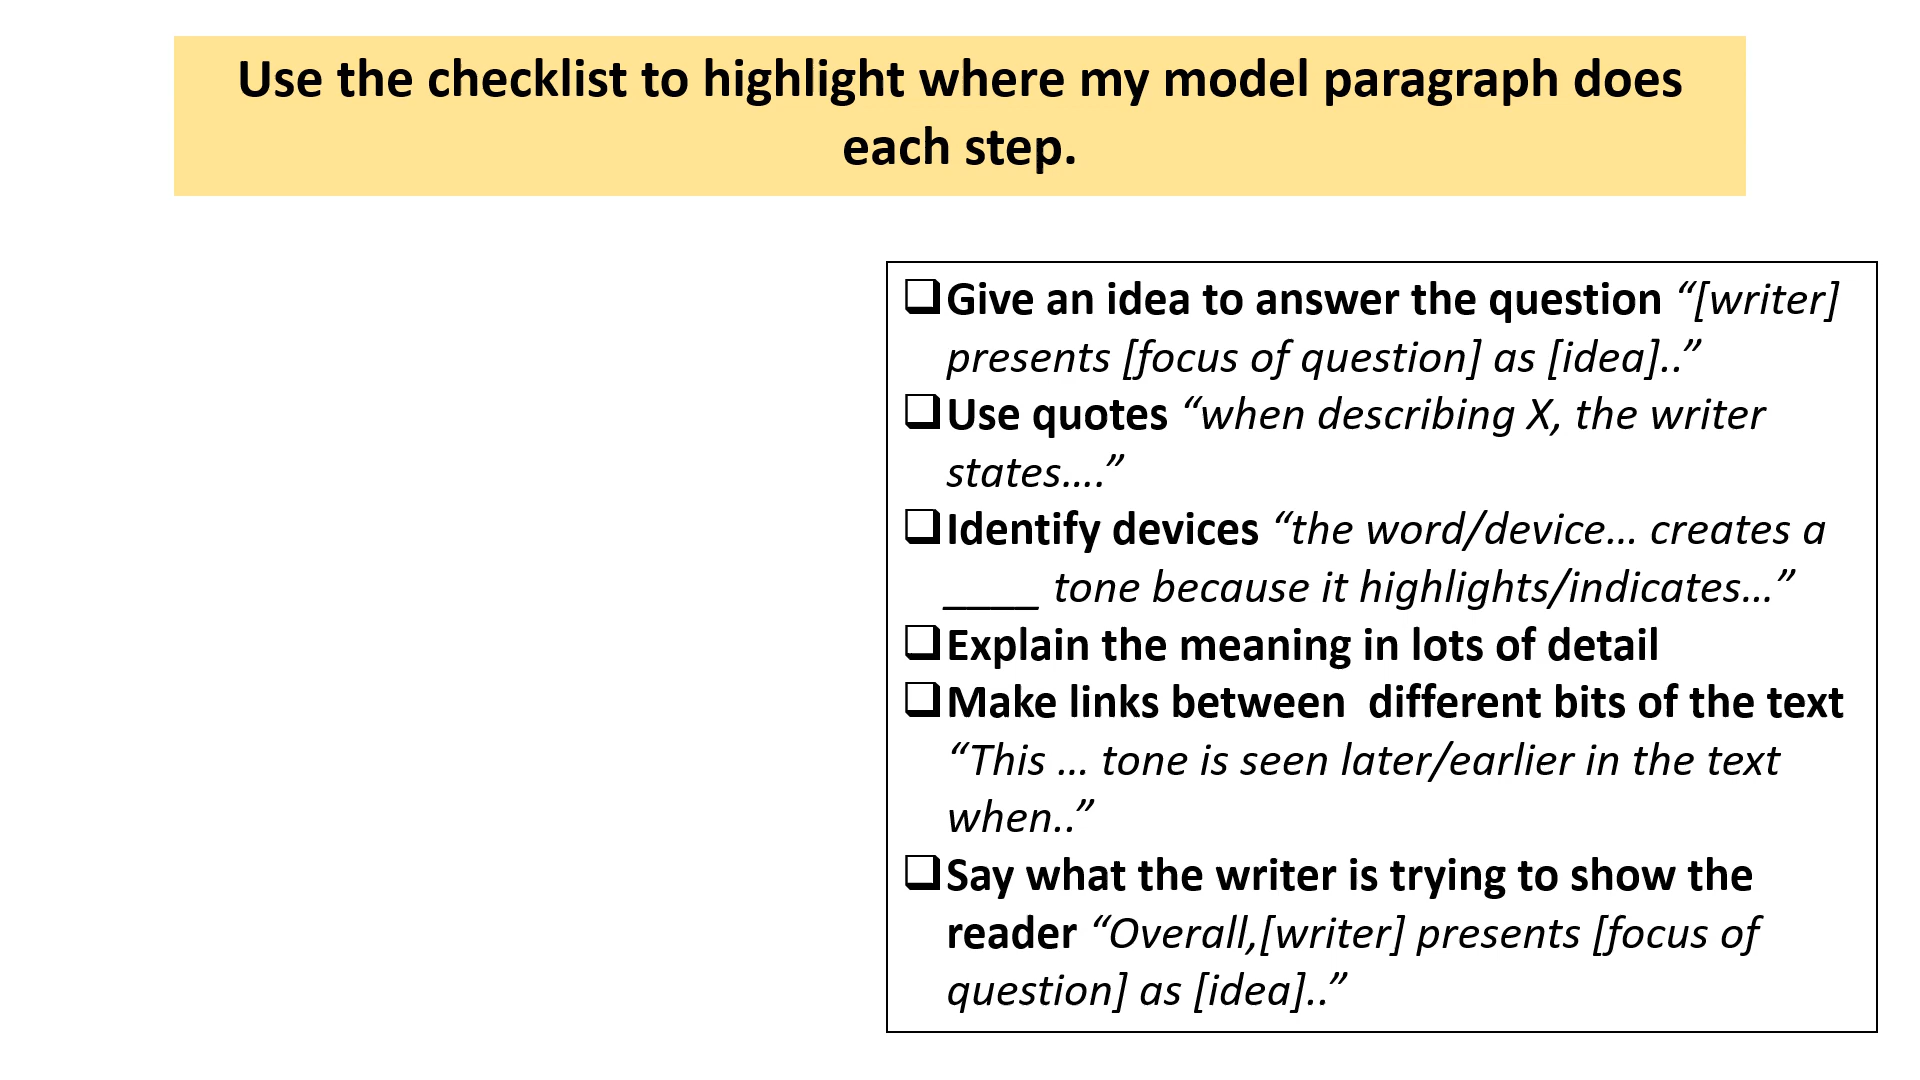 Use the checklist to highlight where my model paragraph does
each step.
❑Give an idea to answer the question “[writer]
presents [focus of question] as [idea]..”
❑Use quotes “when describing X, the writer
states….”
❑Identify devices “the word/device… creates a
____ tone because it highlights/indicates…”
❑Explain the meaning in lots of detail
❑Make links between  different bits of the text
“This … tone is seen later/earlier in the text
when..”
❑Say what the writer is trying to show the
reader “Overall,[writer] presents [focus of
question] as [idea]..”